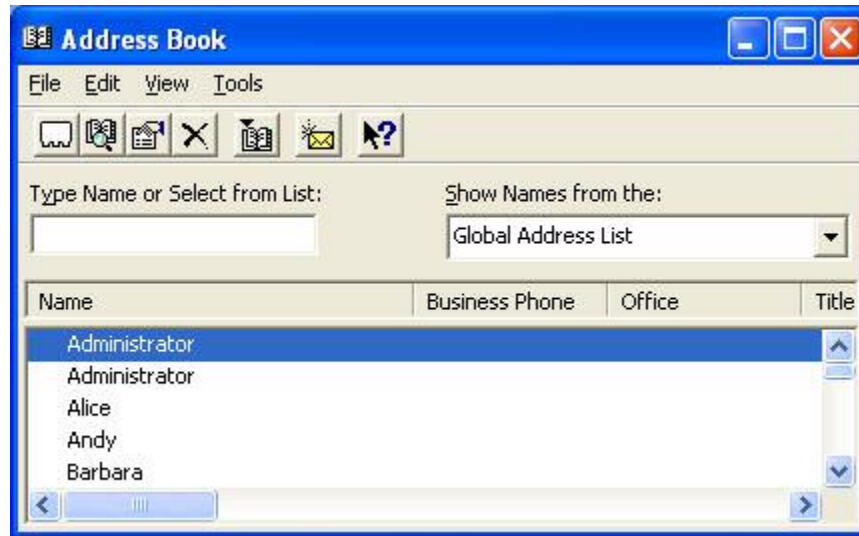 Address Book
File Edit View Tools
Type Name or Select from List: Show Names from the:
Global Address List
Name Business Phone Office Title
Administrator
Administrator
Alice
Andy
Barbara